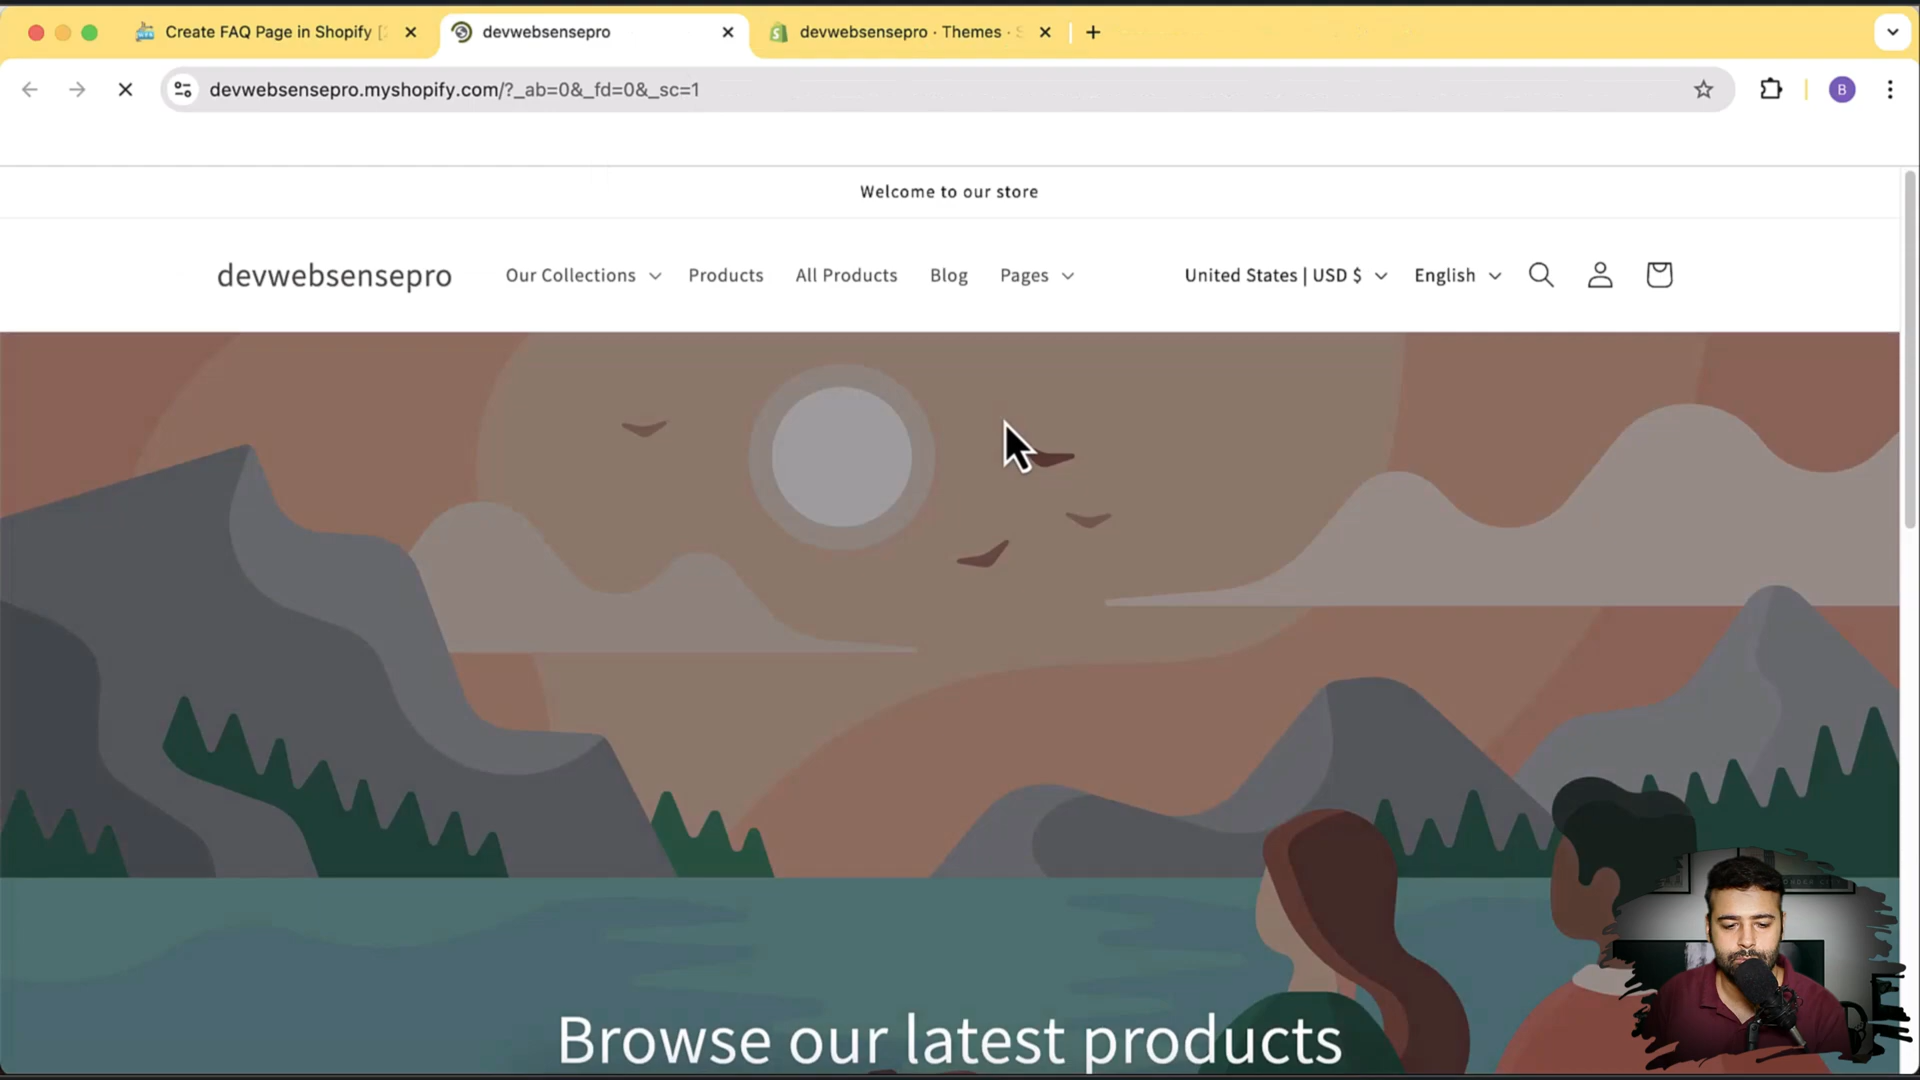 Create FAQ Page in Shopify [
devwebsensepro
devwebsensepro · Themes ·
devwebsensepro.myshopify.com/?_ab=0&_fd=0&_sc=1
B
Welcome to our store
devwebsensepro
Our Collections
Products
All Products
Blog
Pages
United States | USD $
English
Browse our latest products